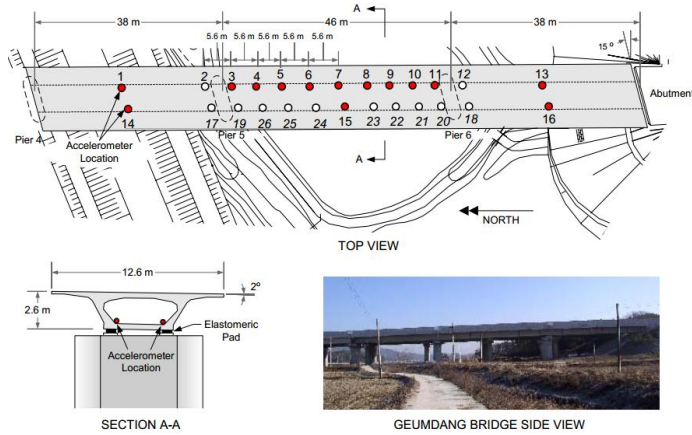 A
38 m 46 m 38 m
5.6 m 5.6 m 5.6 m 5.6 m 5.6 m
15°
1 2 3 4 5 6 7 8 9 10 11 12 13
14 17 19 26 25 24 15 23 22 21 20 18 16
Abutment
Pier 4
Accelerometer
Location
Pier 5
Pier 6
A
NORTH
TOP VIEW
12.6 m
2°
2.6 m
Elastomeric
Pad
Accelerometer
Location
SECTION A-A
GEUMDANG BRIDGE SIDE VIEW